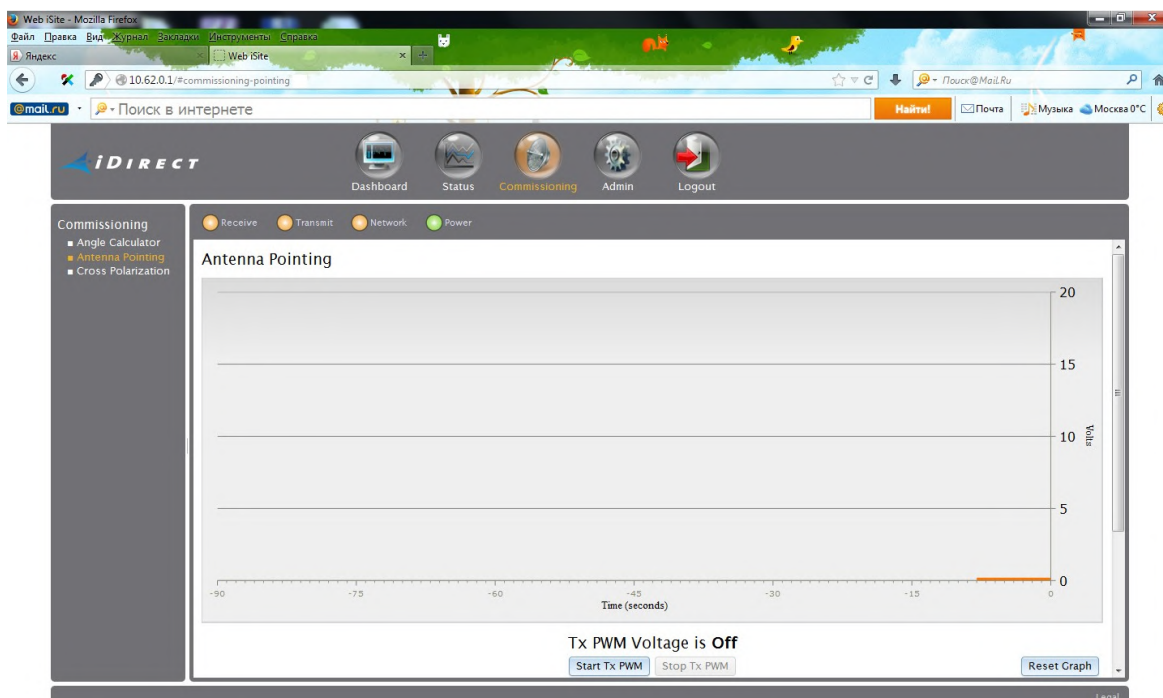 Web iSite - Mozilla Firefox
Файл Правка Вид Журнал Закладки Инструменты Справка
Яндекс
Web iSite
10.62.0.1/#commissioning-pointing
Поиск@Mail.Ru
@mail.ru Поиск в интернете
Найти!
Почта
Музыка
Москва 0°C
iDIRECT
Dashboard
Status
Commissioning
Admin
Logout
Commissioning
Angle Calculator
Antenna Pointing
Cross Polarization
Receive
Transmit
Network
Power
Antenna Pointing
20
15
10
5
0
Volts
-90 -75 -60 -45 -30 -15 0
Time (seconds)
Tx PWM Voltage is Off
Start Tx PWM
Stop Tx PWM
Reset Graph
Legal